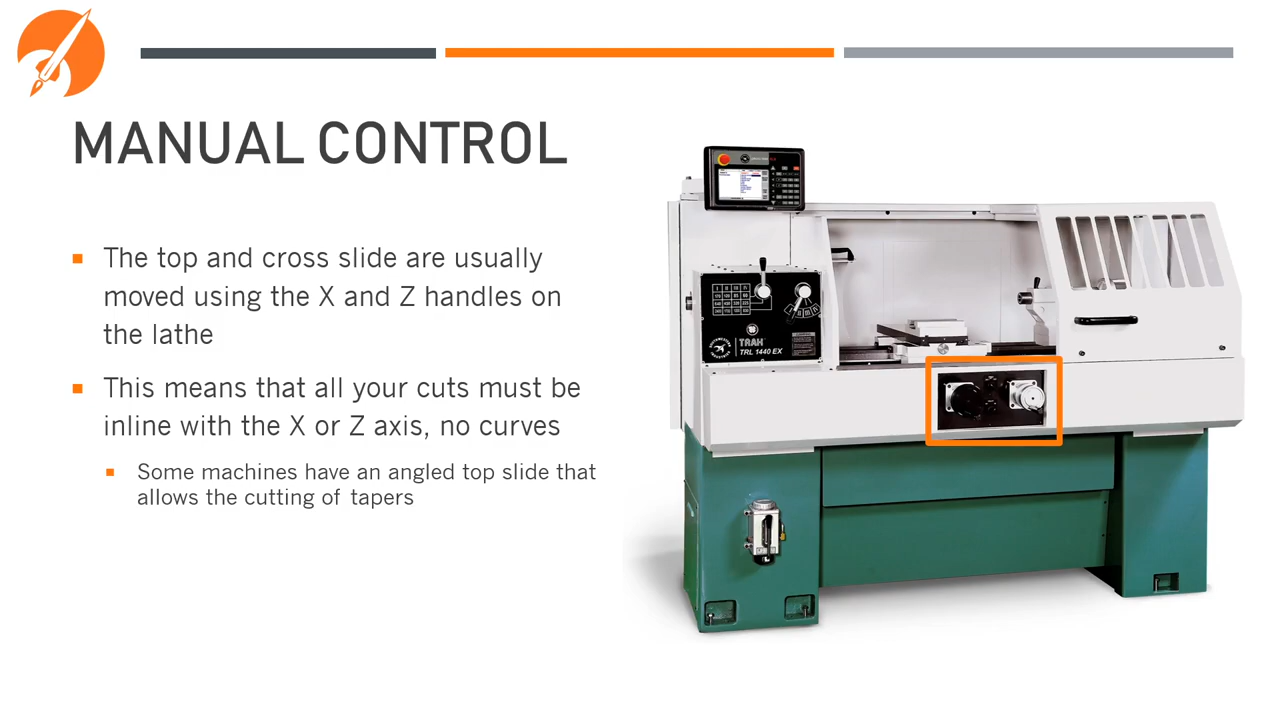 MANUAL CONTROL
The top and cross slide are usually
moved using the X and Z handles on
the lathe
This means that all your cuts must be
inline with the X or Z axis, no curves
Some machines have an angled top slide that
allows the cutting of tapers
TRAK
TRL 1440 EX